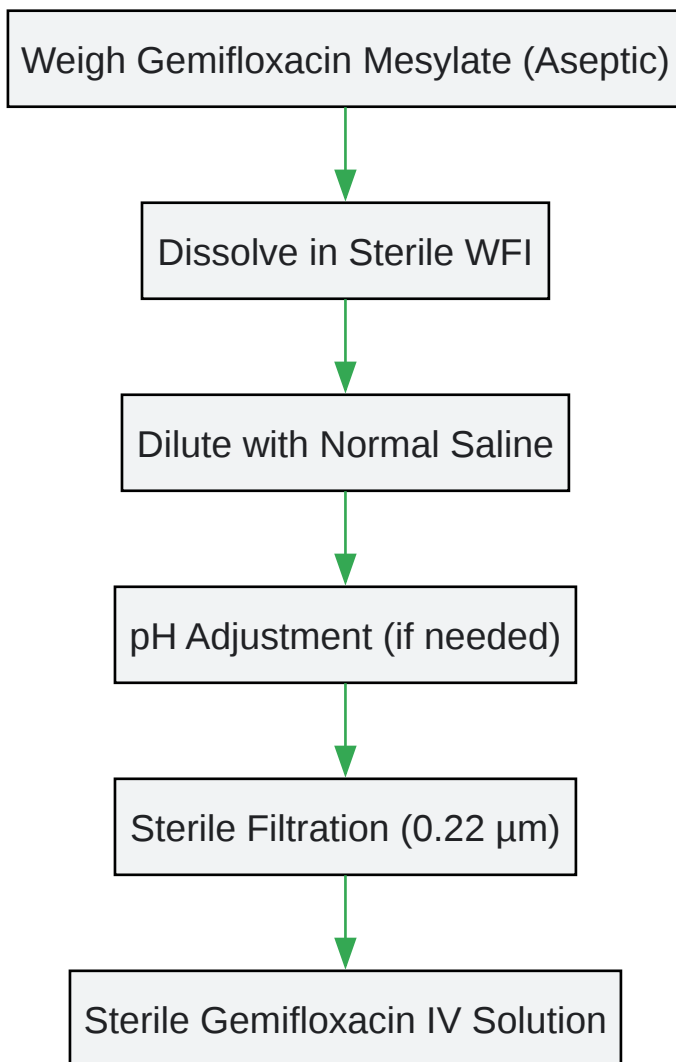 Weigh Gemifloxacin Mesylate (Aseptic)
Dissolve in Sterile WFI
Dilute with Normal Saline
pH Adjustment (if needed)
Sterile Filtration (0.22 µm)
Sterile Gemifloxacin IV Solution